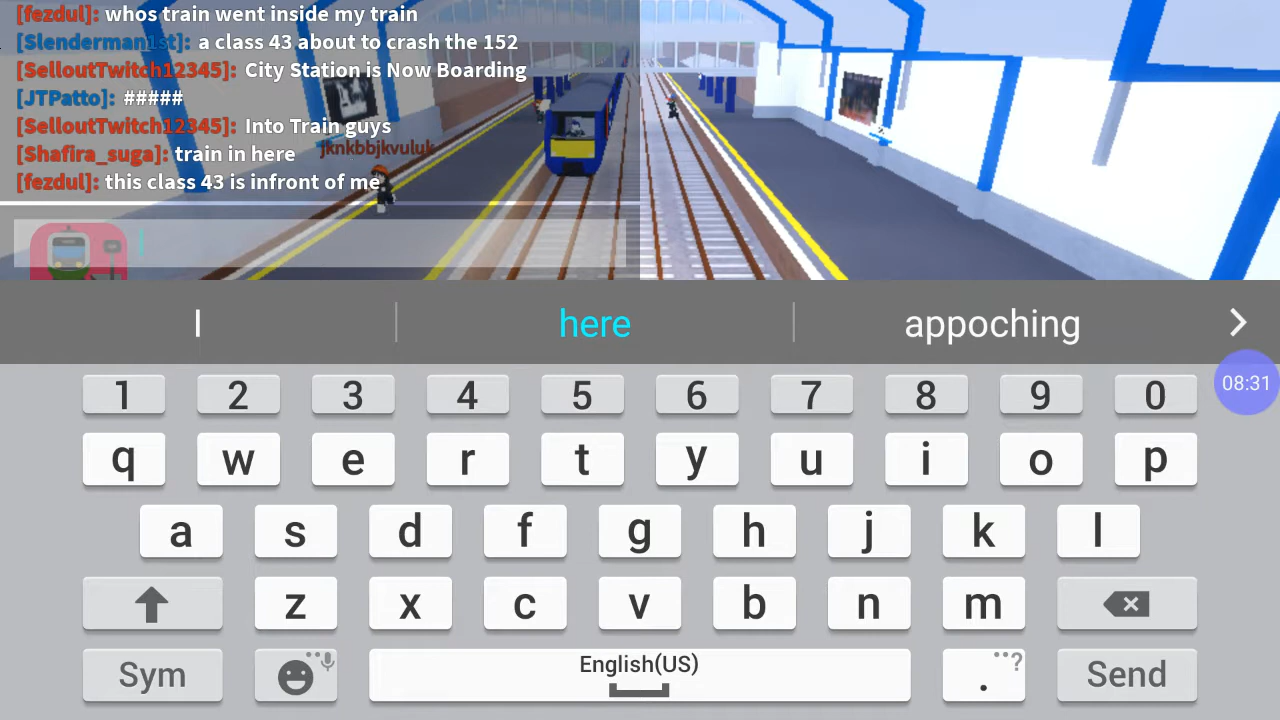 [fezdul]: whos train went inside my train
[Slenderman1st]: a class 43 about to crash the 152
[SelloutTwitch12345]: City Station is Now Boarding
[JTPatto]: #####
[SelloutTwitch12345]: Into Train guys
[Shafira_suga]: train in here
jknkbbjkvuluk
[fezdul]: this class 43 is infront of me
I here appoching
08:31
1 2 3 4 5 6 7 8 9 0
q w e r t y u i o p
a s d f g h j k l
z x c v b n m
English(US)
Sym . ? Send